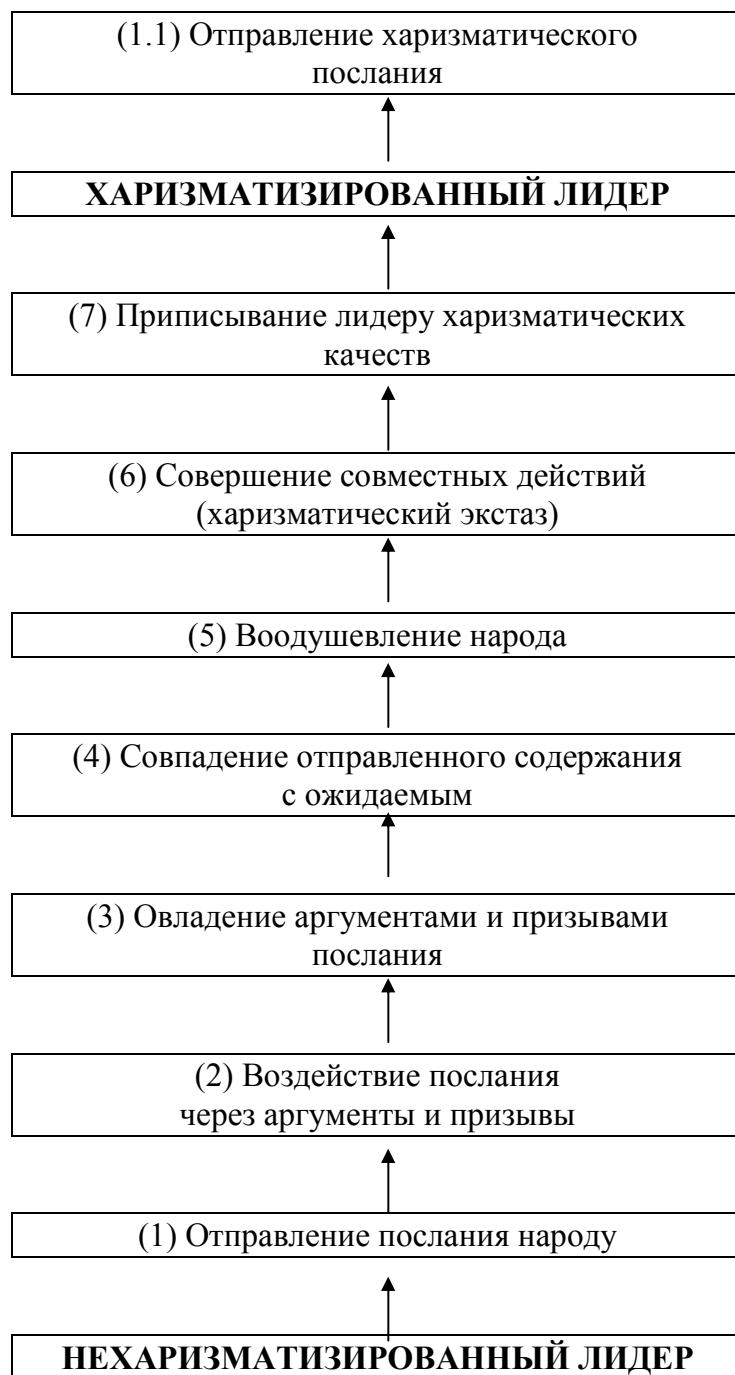 (1.1) Отправление харизматического
послания
ХАРИЗМАТИЗИРОВАННЫЙ ЛИДЕР
(7) Приписывание лидеру харизматических
качеств
(6) Совершение совместных действий
(харизматический экстаз)
(5) Воодушевление народа
(4) Совпадение отправленного содержания
с ожидаемым
(3) Овладение аргументами и призывами
послания
(2) Воздействие послания
через аргументы и призывы
(1) Отправление послания народу
НЕХАРИЗМАТИЗИРОВАННЫЙ ЛИДЕР